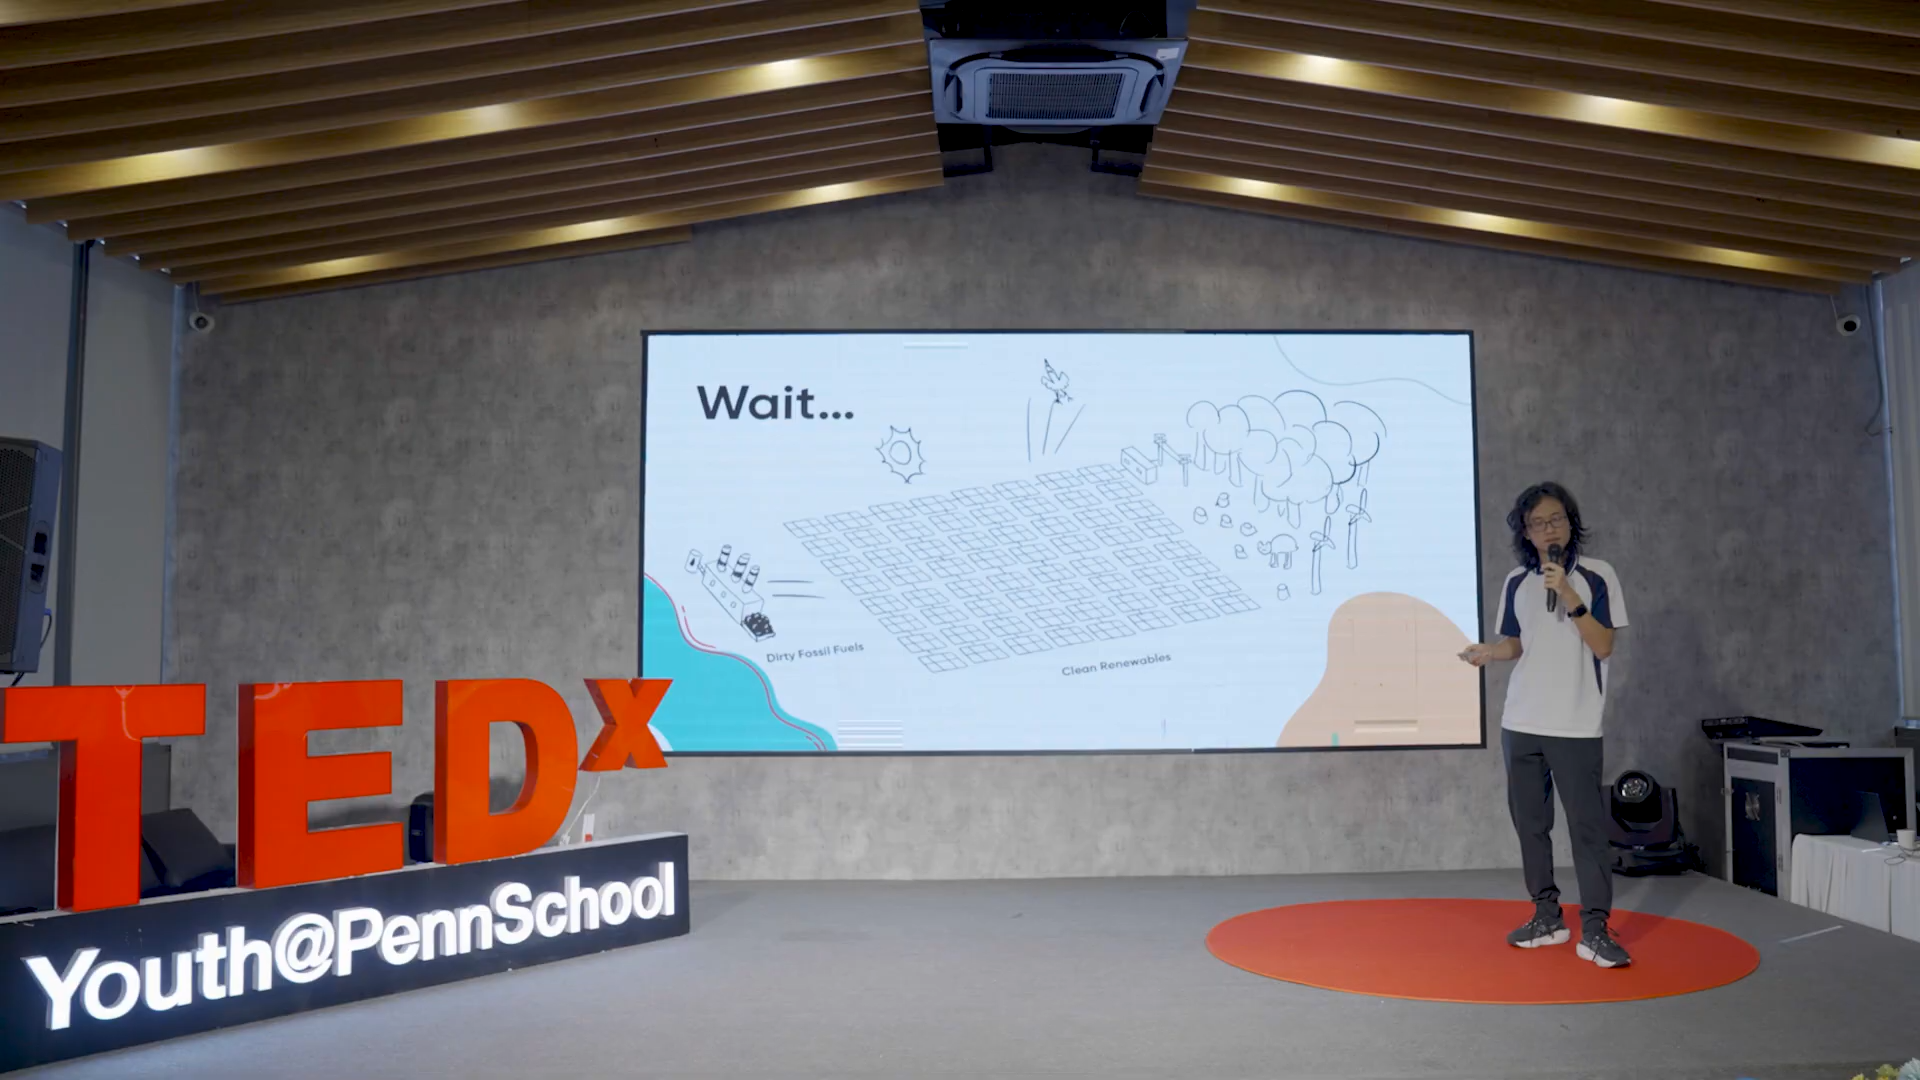 Wait...
Dirty Fossil Fuels
Clean Renewables
TEDx
Youth@PennSchool